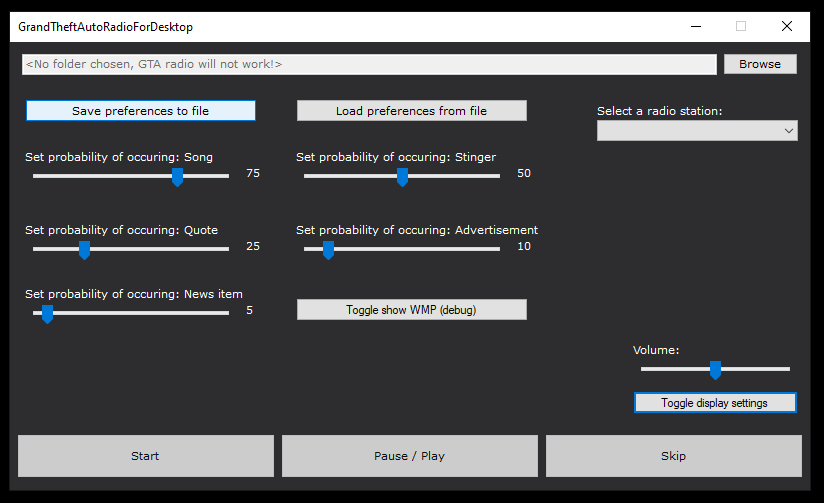 GrandTheftAutoRadioForDesktop
<No folder chosen, GTA radio will not work!>
Browse
Save preferences to file
Load preferences from file
Select a radio station:
Set probability of occuring: Song
75
Set probability of occuring: Stinger
50
Set probability of occuring: Quote
25
Set probability of occuring: Advertisement
10
Set probability of occuring: News item
5
Toggle show WMP (debug)
Volume:
Toggle display settings
Start
Pause / Play
Skip